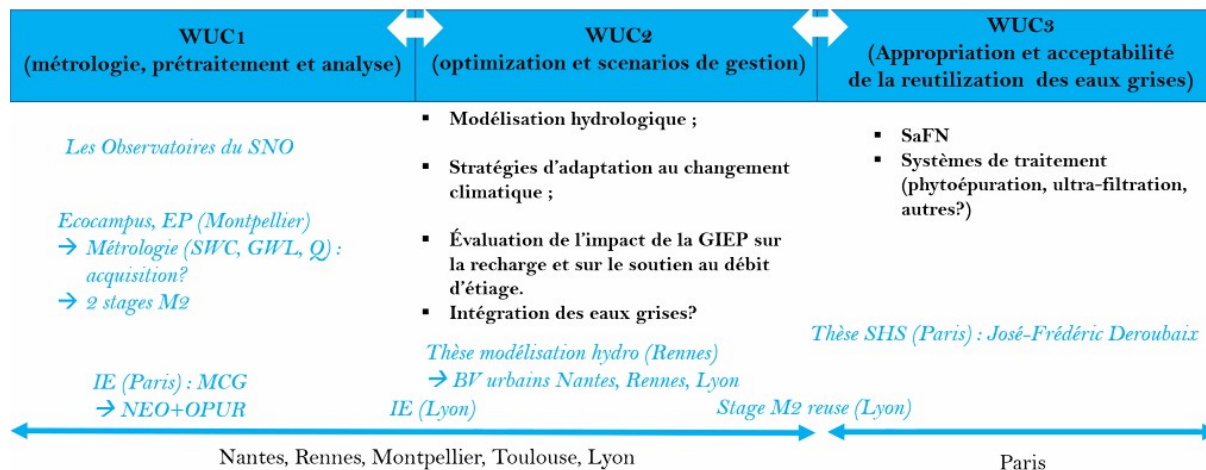 WUC1
(métrologie, prétraitement et analyse)
WUC2
(optimization et scenarios de gestion)
WUC3
(Appropriation et acceptabilité
de la reutilization des eaux grises)
Les Observatoires du SNO
Ecocampus, EP (Montpellier)
→ Métrologie (SWC, GWL, Q) :
acquisition?
→ 2 stages M2
IE (Paris) : MCG
→ NEO+OPUR
▪ Modélisation hydrologique ;
▪ Stratégies d'adaptation au changement
climatique ;
▪ Évaluation de l'impact de la GIEP sur
la recharge et sur le soutien au débit
d'étiage.
▪ Intégration des eaux grises?
Thèse modélisation hydro (Rennes)
→ BV urbains Nantes, Rennes, Lyon
IE (Lyon)
▪ SaFN
▪ Systèmes de traitement
(phytoépuration, ultra-filtration,
autres?)
Thèse SHS (Paris) : José-Frédéric Deroubaix
Stage M2 reuse (Lyon)
Nantes, Rennes, Montpellier, Toulouse, Lyon
Paris